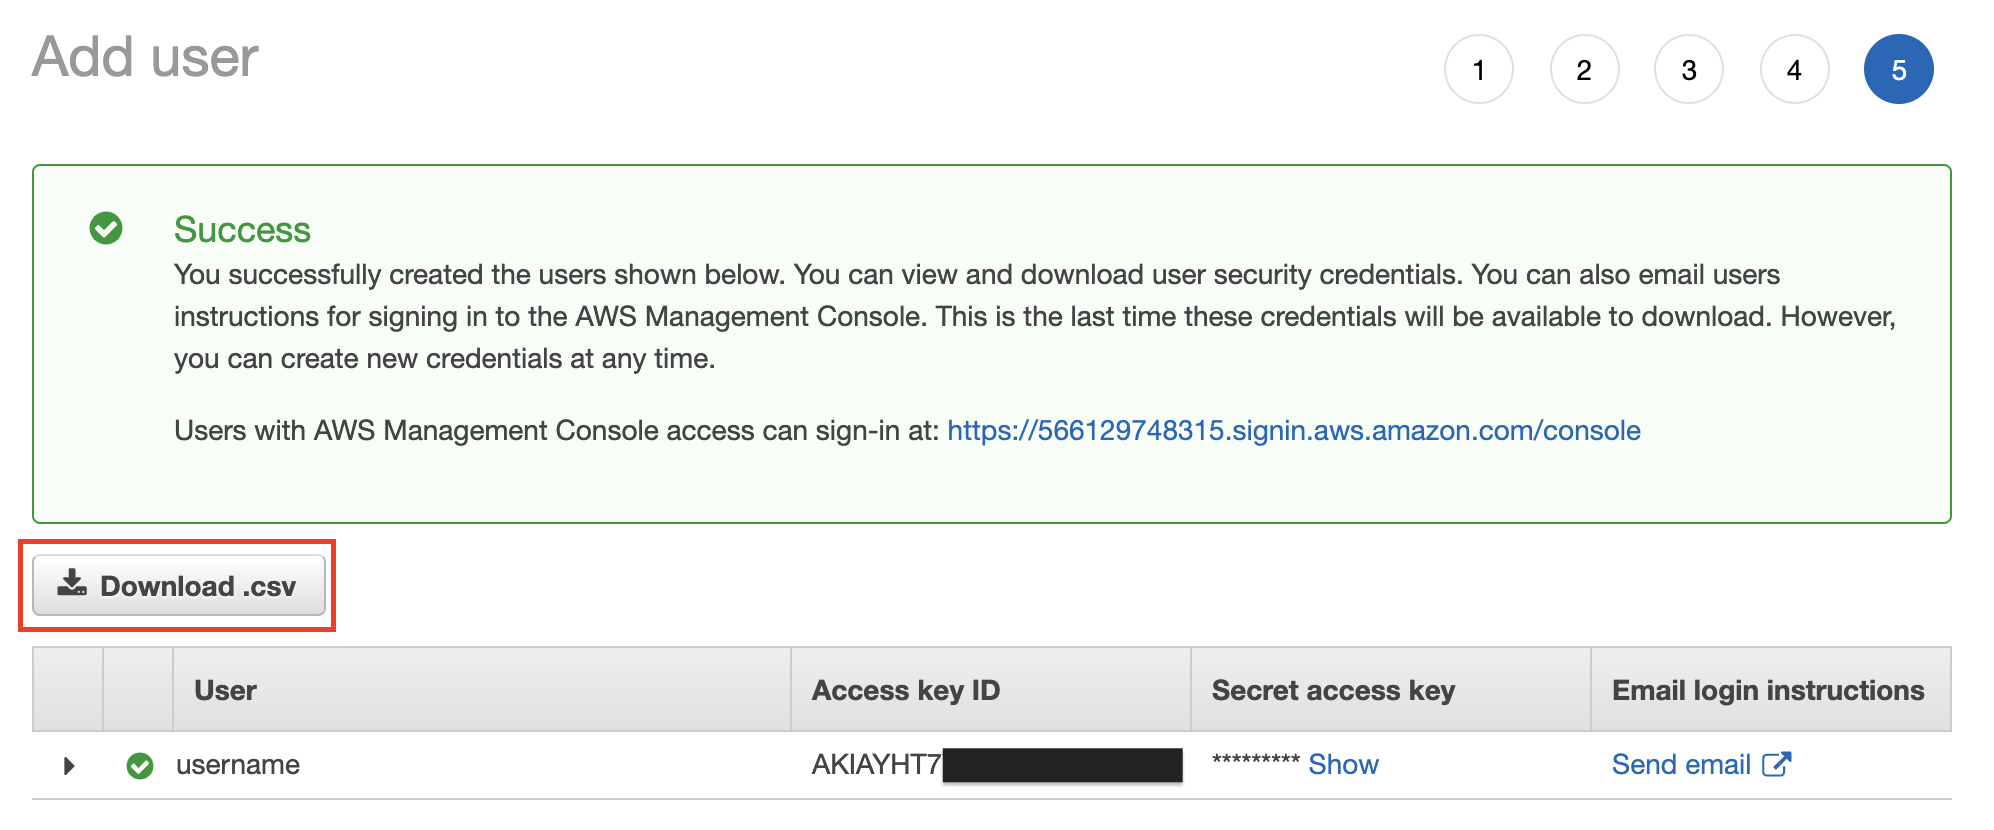 Add user
1 2 3 4 5
Success
You successfully created the users shown below. You can view and download user security credentials. You can also email users
instructions for signing in to the AWS Management Console. This is the last time these credentials will be available to download. However,
you can create new credentials at any time.
Users with AWS Management Console access can sign-in at: https://566129748315.signin.aws.amazon.com/console
Download .csv
User Access key ID Secret access key Email login instructions
username AKIAYHT7 ********* Show Send email